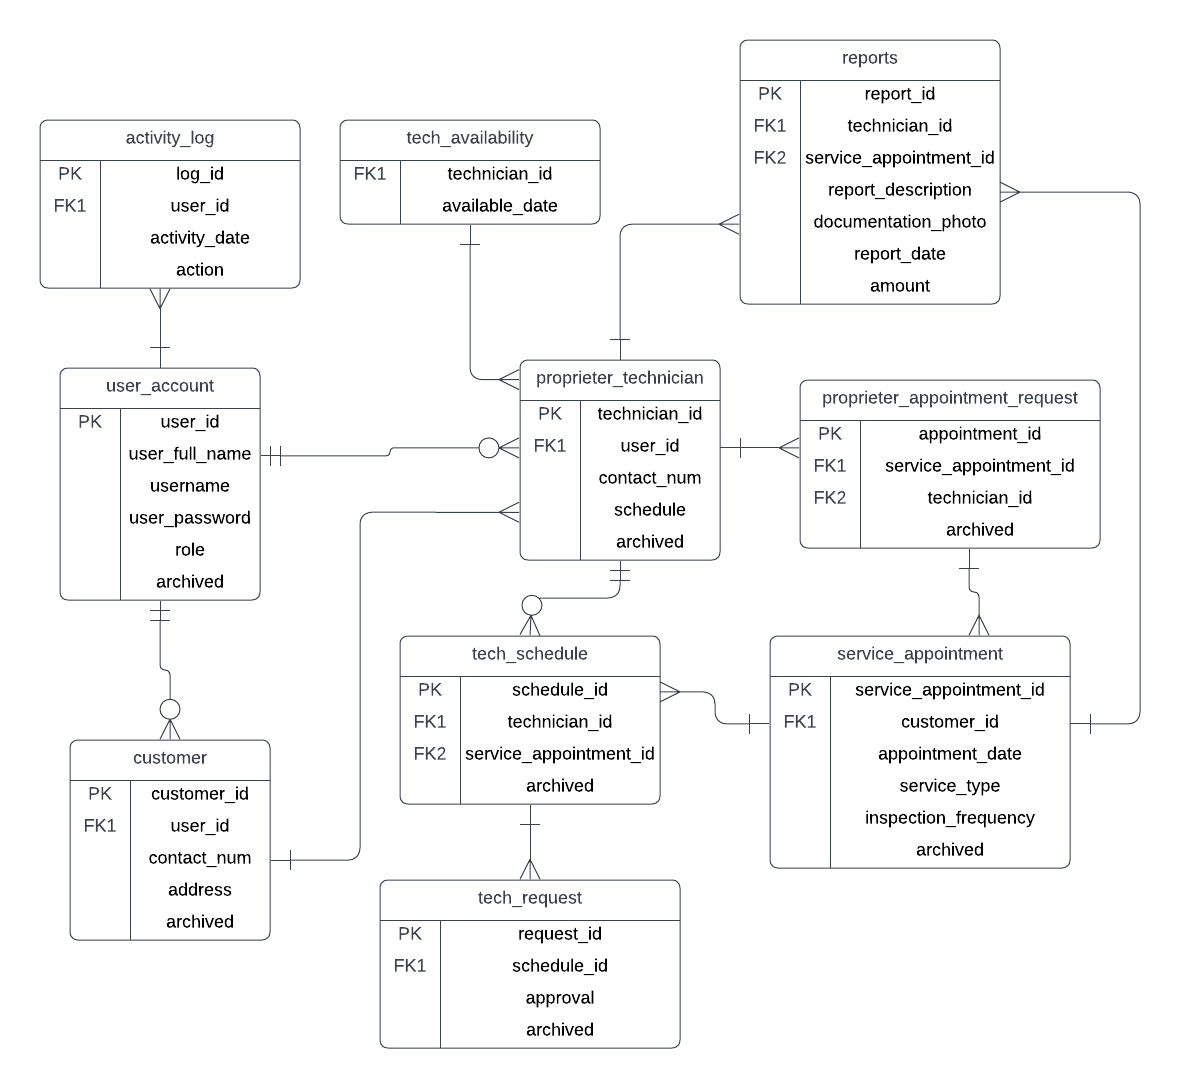 reports
PK report_id
FK1 technician_id
FK2 service_appointment_id
report_description
documentation_photo
report_date
amount
activity_log
PK log_id
FK1 user_id
activity_date
action
tech_availability
FK1 technician_id
available_date
user_account
PK user_id
user_full_name
username
user_password
role
archived
proprieter_technician
PK technician_id
FK1 user_id
contact_num
schedule
archived
proprieter_appointment_request
PK appointment_id
FK1 service_appointment_id
FK2 technician_id
archived
tech_schedule
PK schedule_id
FK1 technician_id
FK2 service_appointment_id
archived
service_appointment
PK service_appointment_id
FK1 customer_id
appointment_date
service_type
inspection_frequency
archived
customer
PK customer_id
FK1 user_id
contact_num
address
archived
tech_request
PK request_id
FK1 schedule_id
approval
archived